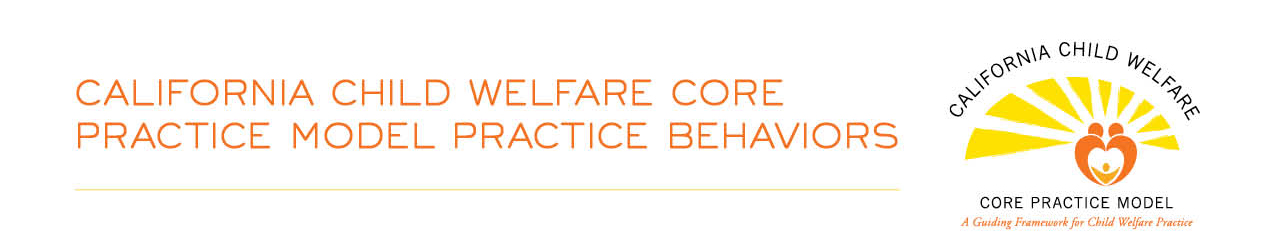 CALIFORNIA CHILD WELFARE CORE
PRACTICE MODEL PRACTICE BEHAVIORS
CALIFORNIA CHILD WELFARE
CORE PRACTICE MODEL
A Guiding Framework for Child Welfare Practice